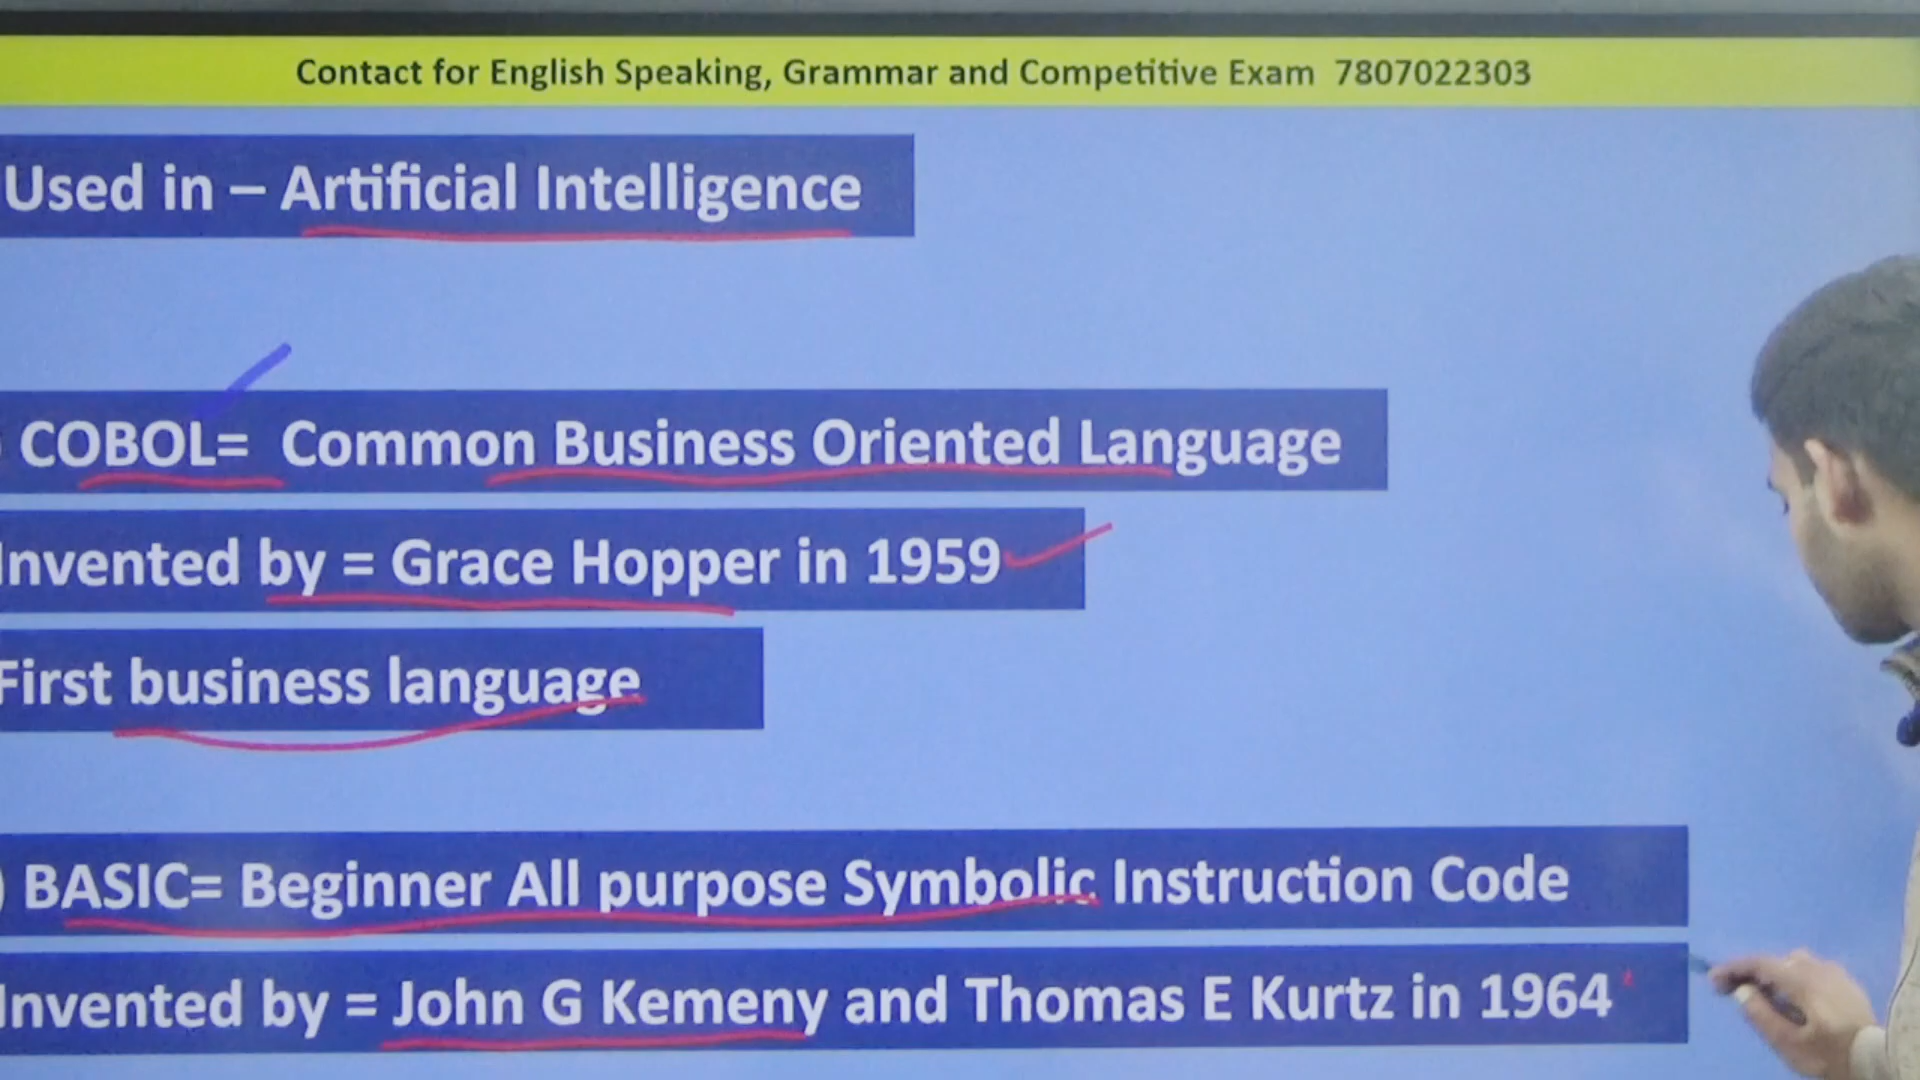 Contact for English Speaking, Grammar and Competitive Exam 7807022303
Used in – Artificial Intelligence
COBOL= Common Business Oriented Language
Invented by = Grace Hopper in 1959
First business language
) BASIC= Beginner All purpose Symbolic Instruction Code
Invented by = John G Kemeny and Thomas E Kurtz in 1964